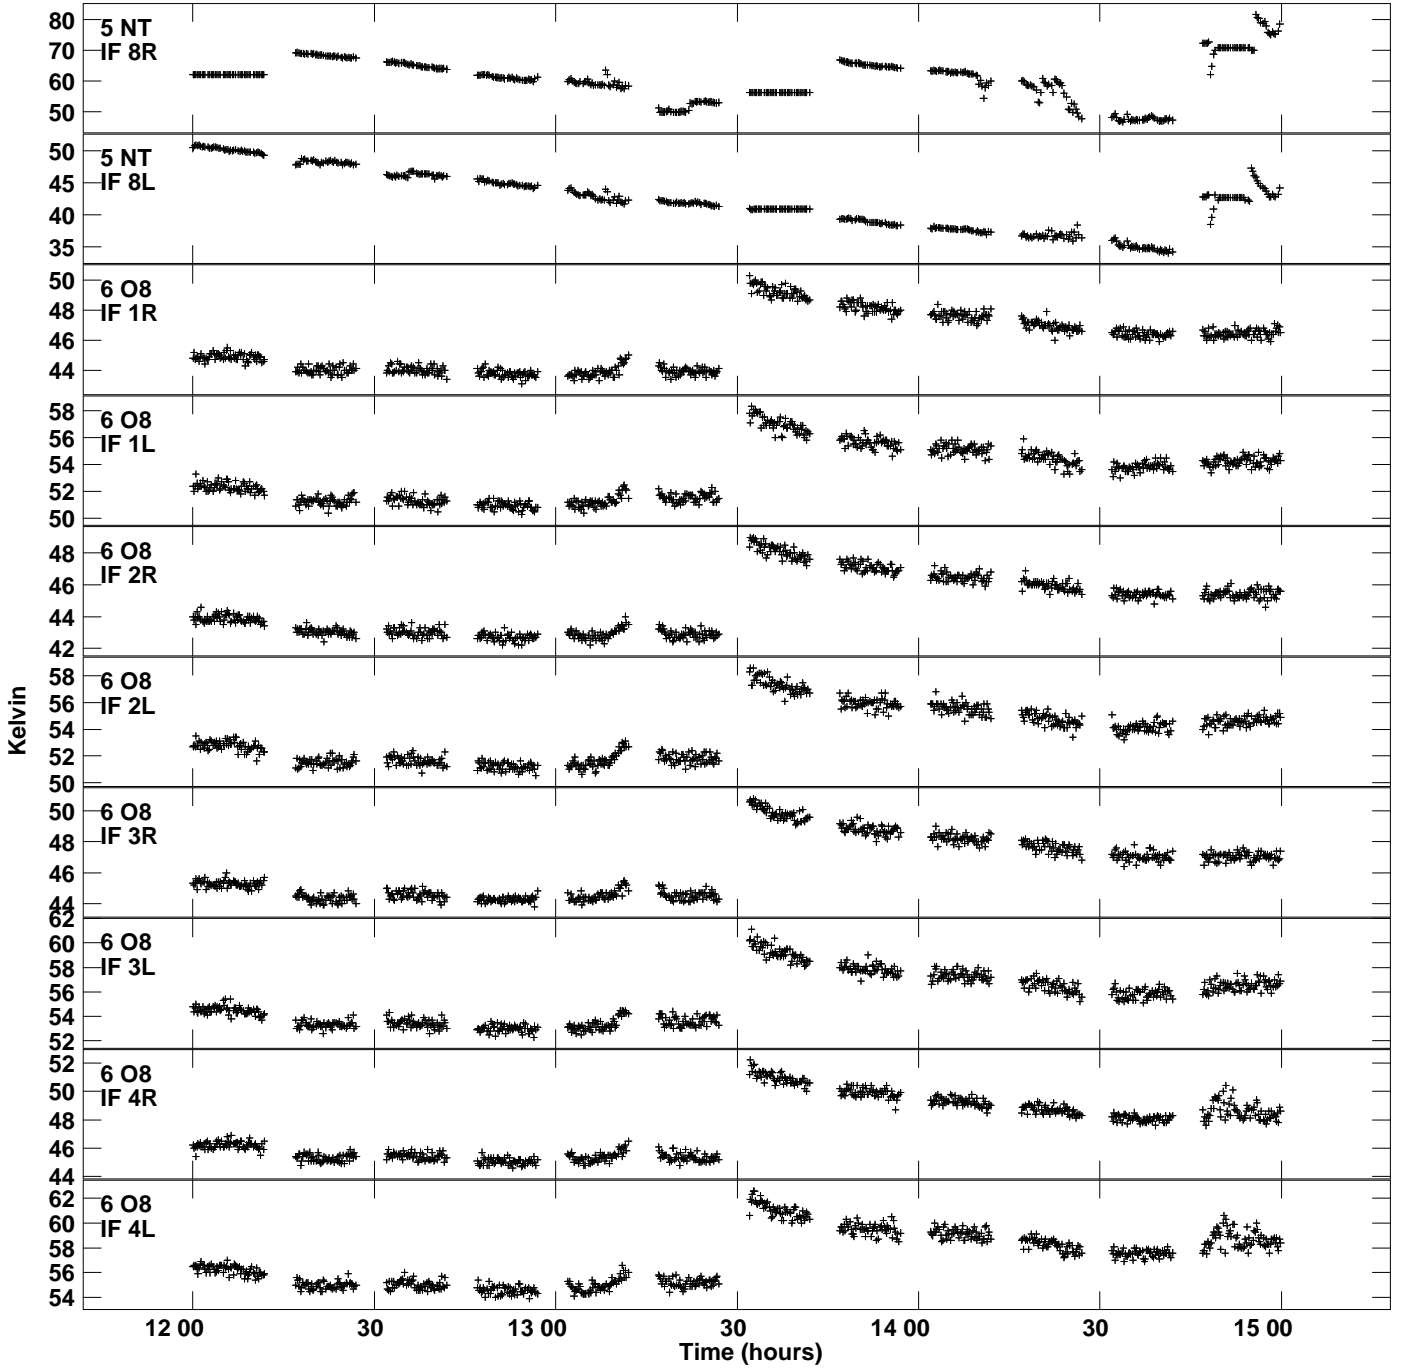 80
5 NT
70
IF 8R
60
50
50
5 NT
IF 8L
45
40
35
50
6 O8
IF 1R
48
46
44
58
6 O8
IF 1L
56
54
52
50
48
6 O8
IF 2R
46
44
42
58
6 O8
IF 2L
56
54
52
50
50
6 O8
IF 3R
48
46
44
62
60
6 O8
IF 3L
58
56
54
52
52
6 O8
IF 4R
50
48
46
44
62
6 O8
IF 4L
60
58
56
54
Kelvin
12 00 30 13 00 30 14 00 30 15 00
Time (hours)